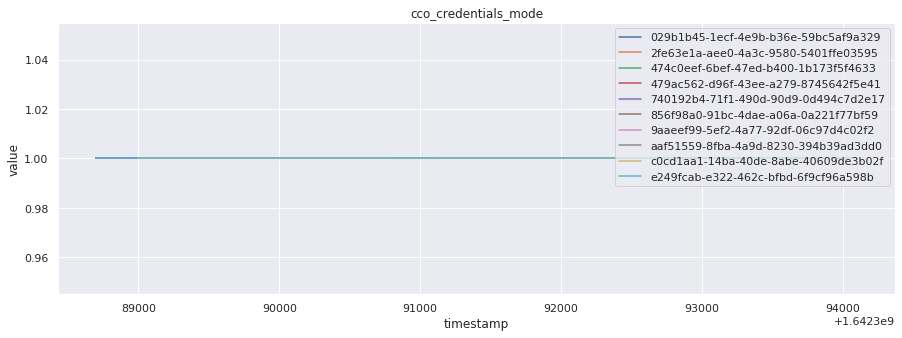 cco_credentials_mode
029b1b45-1ecf-4e9b-b36e-59bc5af9a329
2fe63e1a-aee0-4a3c-9580-5401ffe03595
474c0eef-6bef-47ed-b400-1b173f5f4633
479ac562-d96f-43ee-a279-8745642f5e41
740192b4-71f1-490d-90d9-0d494c7d2e17
856f98a0-91bc-4dae-a06a-0a221f77bf59
9aaeef99-5ef2-4a77-92df-06c97d4c02f2
aaf51559-8fba-4a9d-8230-394b39ad3dd0
c0cd1aa1-14ba-40de-8abe-40609de3b02f
e249fcab-e322-462c-bfbd-6f9cf96a598b
value
1.04
1.02
1.00
0.98
0.96
89000 90000 91000 92000 93000 94000
timestamp
+1.6423e9